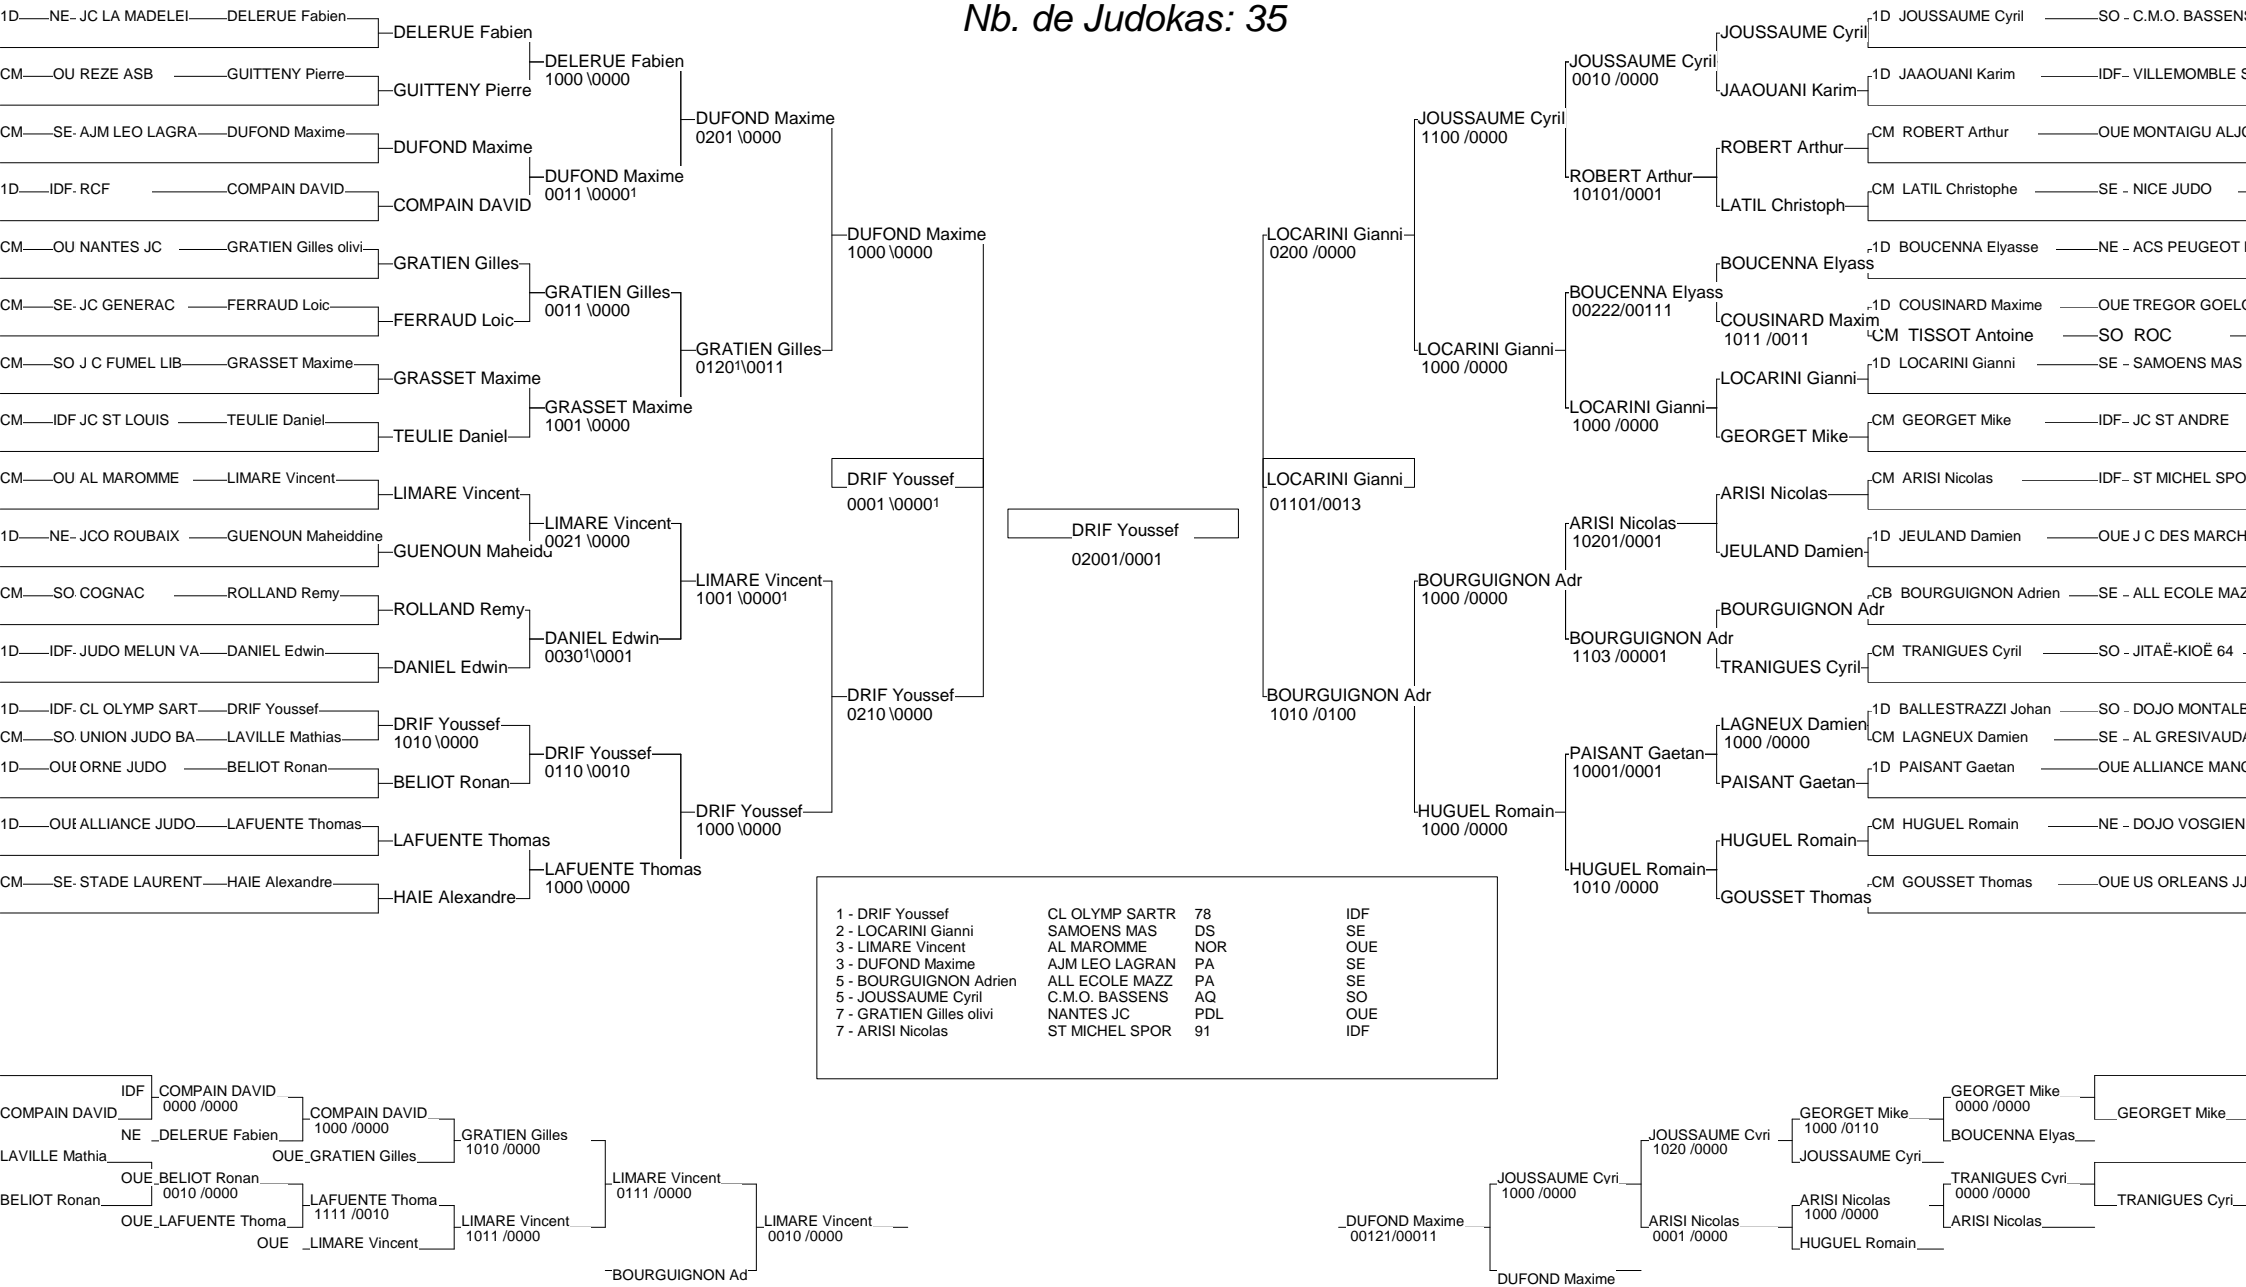 Nb. de Judokas: 35
1D NE- JC LA MADELEI DELERUE Fabien
CM OU REZE ASB GUITTENY Pierre
CM SE- AJM LEO LAGRA DUFOND Maxime
1D IDF- RCF COMPAIN DAVID
CM OU NANTES JC GRATIEN Gilles olivi
CM SE- JC GENERAC FERRAUD Loic
CM SO J C FUMEL LIB GRASSET Maxime
CM IDF JC ST LOUIS TEULIE Daniel
CM OU AL MAROMME LIMARE Vincent
1D NE- JCO ROUBAIX GUENOUN Maheiddine
CM SO COGNAC ROLLAND Remy
1D IDF- JUDO MELUN VA DANIEL Edwin
1D IDF- CL OLYMP SART DRIF Youssef
CM SO UNION JUDO BA LAVILLE Mathias
1D OUE ORNE JUDO BELIOT Ronan
1D OUE ALLIANCE JUDO LAFUENTE Thomas
CM SE- STADE LAURENT HAIE Alexandre
DELERUE Fabien
GUITTENY Pierre
DUFOND Maxime
COMPAIN DAVID
GRATIEN Gilles
FERRAUD Loic
GRASSET Maxime
TEULIE Daniel
LIMARE Vincent
GUENOUN Maheidd
ROLLAND Remy
DANIEL Edwin
DRIF Youssef
1010 \0000
BELIOT Ronan
LAFUENTE Thomas
HAIE Alexandre
DELERUE Fabien
1000 \0000
DUFOND Maxime
0011 \00001
GRATIEN Gilles
0011 \0000
GRASSET Maxime
1001 \0000
LIMARE Vincent
0021 \0000
DANIEL Edwin
00301\0001
DRIF Youssef
0110 \0010
LAFUENTE Thomas
1000 \0000
DUFOND Maxime
0201 \0000
GRATIEN Gilles
01201\0011
LIMARE Vincent
1001 \00001
DRIF Youssef
1000 \0000
DUFOND Maxime
1000 \0000
DRIF Youssef
0001 \00001
DRIF Youssef
0210 \0000
DRIF Youssef
02001/0001
LOCARINI Gianni
0200 /0000
LOCARINI Gianni
01101/0013
BOURGUIGNON Adr
1010 /0100
JOUSSAUME Cyril
1100 /0000
LOCARINI Gianni
1000 /0000
BOURGUIGNON Adr
1000 /0000
HUGUEL Romain
1000 /0000
JOUSSAUME Cyril
0010 /0000
ROBERT Arthur
10101/0001
BOUCENNA Elyass
00222/00111
LOCARINI Gianni
1000 /0000
ARISI Nicolas
10201/0001
BOURGUIGNON Adr
1103 /00001
PAISANT Gaetan
10001/0001
HUGUEL Romain
1010 /0000
JOUSSAUME Cyril
JAAOUANI Karim
ROBERT Arthur
LATIL Christoph
BOUCENNA Elyass
COUSINARD Maxim
1011 /0011
LOCARINI Gianni
GEORGET Mike
ARISI Nicolas
JEULAND Damien
BOURGUIGNON Adr
TRANIGUES Cyril
LAGNEUX Damien
1000 /0000
PAISANT Gaetan
HUGUEL Romain
GOUSSET Thomas
1D JOUSSAUME Cyril SO - C.M.O. BASSENS
1D JAAOUANI Karim IDF- VILLEMOMBLE S
CM ROBERT Arthur OUE MONTAIGU ALJ
CM LATIL Christophe SE - NICE JUDO
1D BOUCENNA Elyasse NE - ACS PEUGEOT
1D COUSINARD Maxime OUE TREGOR GOEL
CM TISSOT Antoine SO ROC
1D LOCARINI Gianni SE - SAMOENS MAS
CM GEORGET Mike IDF- JC ST ANDRE
CM ARISI Nicolas IDF- ST MICHEL SPO
1D JEULAND Damien OUE J C DES MARCH
CB BOURGUIGNON Adrien SE - ALL ECOLE MAZ
CM TRANIGUES Cyril SO - JITAË-KIOË 64
1D BALLESTRAZZI Johan SO - DOJO MONTALB
CM LAGNEUX Damien SE - AL GRESIVAUDA
1D PAISANT Gaetan OUE ALLIANCE MANC
CM HUGUEL Romain NE - DOJO VOSGIEN
CM GOUSSET Thomas OUE US ORLEANS JJ
1 - DRIF Youssef CL OLYMP SARTR 78 IDF
2 - LOCARINI Gianni SAMOENS MAS DS SE
3 - LIMARE Vincent AL MAROMME NOR OUE
3 - DUFOND Maxime AJM LEO LAGRAN PA SE
5 - BOURGUIGNON Adrien ALL ECOLE MAZZ PA SE
5 - JOUSSAUME Cyril C.M.O. BASSENS AQ SO
7 - GRATIEN Gilles olivi NANTES JC PDL OUE
7 - ARISI Nicolas ST MICHEL SPOR 91 IDF
COMPAIN DAVID
LAVILLE Mathia
BELIOT Ronan
IDF COMPAIN DAVID
0000 /0000
NE DELERUE Fabien
OUE BELIOT Ronan
0010 /0000
OUE LAFUENTE Thoma
COMPAIN DAVID
1000 /0000
OUE GRATIEN Gilles
LAFUENTE Thoma
1111 /0010
OUE LIMARE Vincent
GRATIEN Gilles
1010 /0000
LIMARE Vincent
1011 /0000
LIMARE Vincent
0111 /0000
BOURGUIGNON Ad
LIMARE Vincent
0010 /0000
DUFOND Maxime
00121/00011
JOUSSAUME Cyri
1000 /0000
DUFOND Maxime
JOUSSAUME Cyri
1020 /0000
ARISI Nicolas
0001 /0000
GEORGET Mike
1000 /0110
JOUSSAUME Cyri
ARISI Nicolas
1000 /0000
HUGUEL Romain
GEORGET Mike
0000 /0000
BOUCENNA Elyas
TRANIGUES Cyri
0000 /0000
ARISI Nicolas
GEORGET Mike
TRANIGUES Cyri